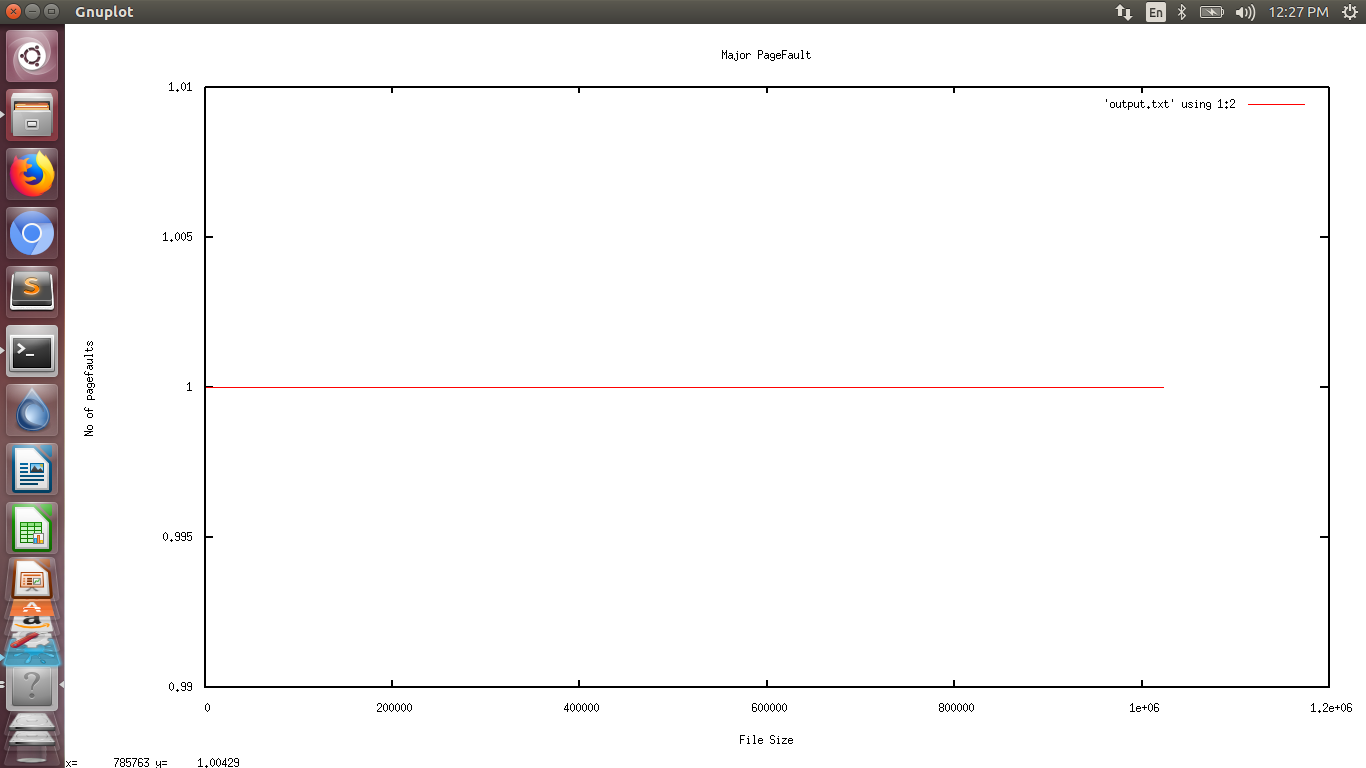 Gnuplot
En
12:27 PM
Major PageFault
1.01
'output.txt' using 1:2
1.005
No of pagefaults
1
0.995
0.99
0 200000 400000 600000 800000 1e+06 1.2e+06
File Size
x= 785763 y= 1.00429